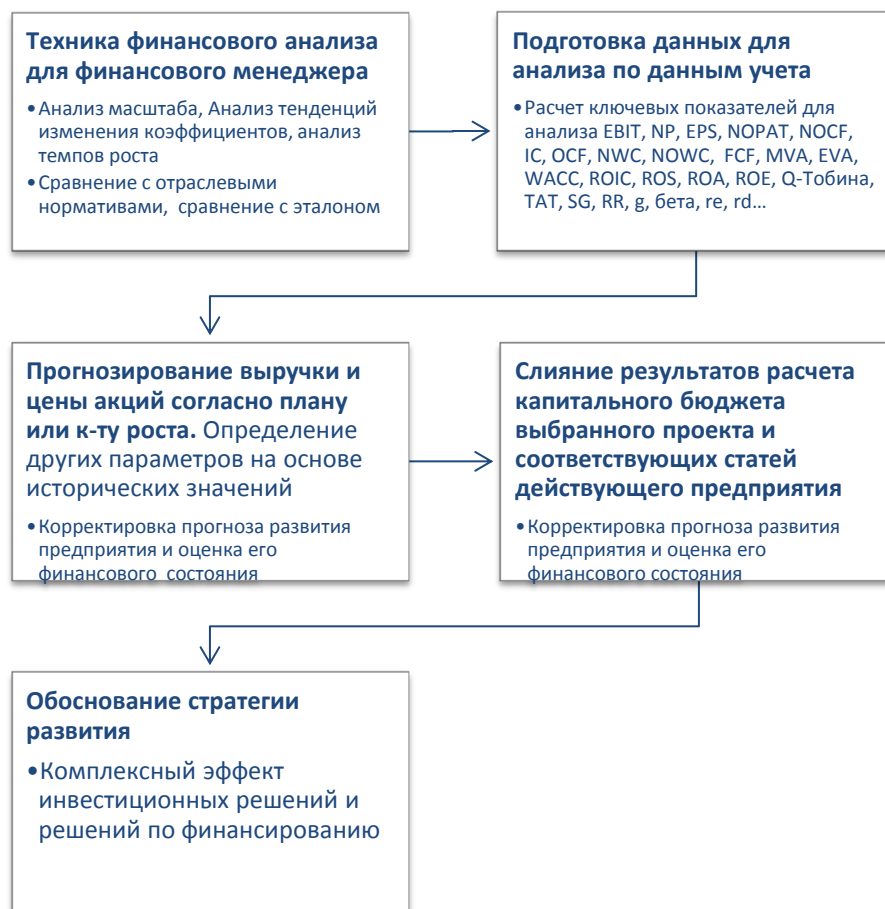 Техника финансового анализа
для финансового менеджера
•Анализ масштаба, Анализ тенденций
изменения коэффициентов, анализ
темпов роста
•Сравнение с отраслевыми
нормативами, сравнение с эталоном
Подготовка данных для
анализа по данным учета
•Расчет ключевых показателей для
анализа EBIT, NP, EPS, NOPAT, NOCF,
IC, OCF, NWC, NOWC, FCF, MVA, EVA,
WACC, ROIC, ROS, ROA, ROE, Q-Тобина,
TAT, SG, RR, g, бета, re, rd…
Прогнозирование выручки и
цены акций согласно плану
или к-ту роста. Определение
других параметров на основе
исторических значений
•Корректировка прогноза развития
предприятия и оценка его
финансового состояния
Слияние результатов расчета
капитального бюджета
выбранного проекта и
соответствующих статей
действующего предприятия
•Корректировка прогноза развития
предприятия и оценка его
финансового состояния
Обоснование стратегии
развития
•Комплексный эффект
инвестиционных решений и
решений по финансированию